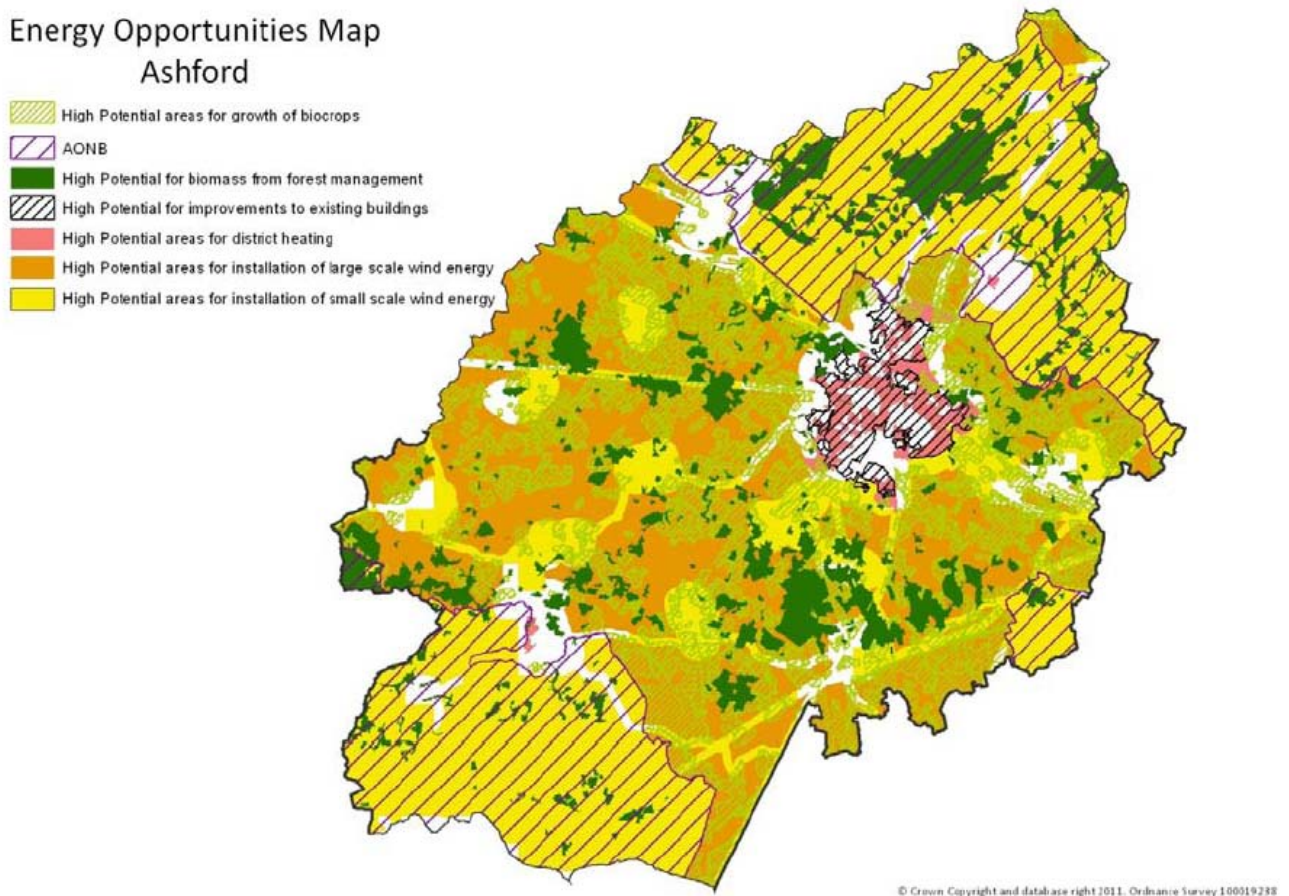 Energy Opportunities Map
Ashford
High Potential areas for growth of biocrops
AONB
High Potential for biomass from forest management
High Potential for improvements to existing buildings
High Potential areas for district heating
High Potential areas for installation of large scale wind energy
High Potential areas for installation of small scale wind energy
© Crown Copyright and database right 2011. Ordnance Survey 100019238